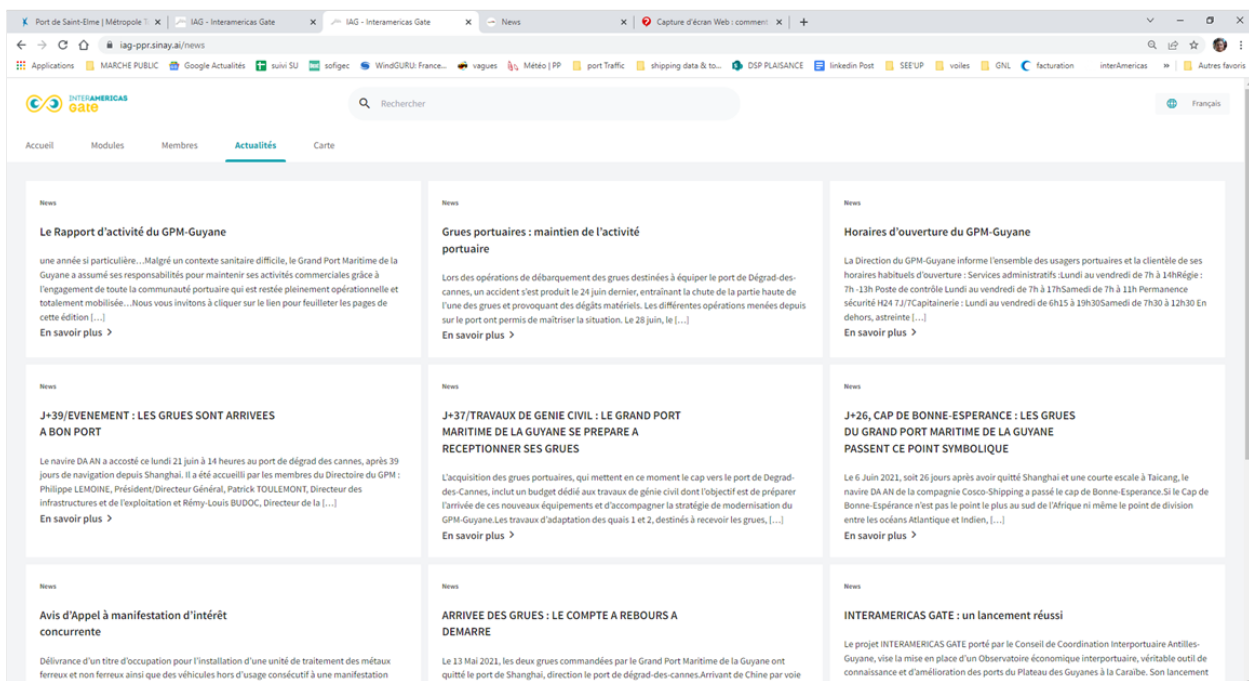 Port de Saint-Elme | Métropole T
IAG - Interamericas Gate
IAG - Interamericas Gate
News
Capture d'écran Web : comment
iag-ppr.sinay.ai/news
Applications
MARCHE PUBLIC
Google Actualités
suivi SU
sofigec
WindGURU: France...
vagues
Météo | PP
port Traffic
shipping data & to...
DSP PLAISANCE
linkedin Post
SEE'UP
voiles
GNL
facturation
interAmericas
»
Autres favoris
INTERAMERICAS
Gate
Rechercher
Français
Accueil
Modules
Membres
Actualités
Carte
News
Le Rapport d'activité du GPM-Guyane
une année si particulière…Malgré un contexte sanitaire difficile, le Grand Port Maritime de la
Guyane a assumé ses responsabilités pour maintenir ses activités commerciales grâce à
l'engagement de toute la communauté portuaire qui est restée pleinement opérationnelle et
totalement mobilisée…Nous vous invitons à cliquer sur le lien pour feuilleter les pages de
cette édition […]
En savoir plus >
News
Grues portuaires : maintien de l'activité
portuaire
Lors des opérations de débarquement des grues destinées à équiper le port de Dégrad-des-
cannes, un accident s'est produit le 24 juin dernier, entraînant la chute de la partie haute de
l'une des grues et provoquant des dégâts matériels. Les différentes opérations menées depuis
sur le port ont permis de maîtriser la situation. Le 28 juin, le […]
En savoir plus >
News
Horaires d'ouverture du GPM-Guyane
La Direction du GPM-Guyane informe l'ensemble des usagers portuaires et la clientèle de ses
horaires habituels d'ouverture : Services administratifs :Lundi au vendredi de 7h à 14hRégie :
7h -13h Poste de contrôle Lundi au vendredi de 7h à 17hSamedi de 7h à 11h Permanence
sécurité H24 7J/7Capitainerie : Lundi au vendredi de 6h15 à 19h30Samedi de 7h30 à 12h30 En
dehors, astreinte […]
En savoir plus >
News
J+39/EVENEMENT : LES GRUES SONT ARRIVEES
A BON PORT
Le navire DA AN a accosté ce lundi 21 juin à 14 heures au port de dégrad des cannes, après 39
jours de navigation depuis Shanghai. Il a été accueilli par les membres du Directoire du GPM :
Philippe LEMOINE, Président/Directeur Général, Patrick TOULEMONT, Directeur des
infrastructures et de l'exploitation et Rémy-Louis BUDOC, Directeur de la […]
En savoir plus >
News
J+37/TRAVAUX DE GENIE CIVIL : LE GRAND PORT
MARITIME DE LA GUYANE SE PREPARE A
RECEPTIONNER SES GRUES
L'acquisition des grues portuaires, qui mettent en ce moment le cap vers le port de Degrad-
des-Cannes, inclut un budget dédié aux travaux de génie civil dont l'objectif est de préparer
l'arrivée de ces nouveaux équipements et d'accompagner la stratégie de modernisation du
GPM-Guyane.Les travaux d'adaptation des quais 1 et 2, destinés à recevoir les grues, […]
En savoir plus >
News
J+26, CAP DE BONNE-ESPERANCE : LES GRUES
DU GRAND PORT MARITIME DE LA GUYANE
PASSENT CE POINT SYMBOLIQUE
Le 6 Juin 2021, soit 26 jours après avoir quitté Shanghai et une courte escale à Taicang, le
navire DA AN de la compagnie Cosco-Shipping a passé le cap de Bonne-Esperance.Si le Cap de
Bonne-Espérance n'est pas le point le plus au sud de l'Afrique ni même le point de division
entre les océans Atlantique et Indien, […]
En savoir plus >
News
Avis d'Appel à manifestation d'intérêt
concurrente
Délivrance d'un titre d'occupation pour l'installation d'une unité de traitement des métaux
ferreux et non ferreux ainsi que des véhicules hors d'usage consécutif à une manifestation
News
ARRIVEE DES GRUES : LE COMPTE A REBOURS A
DEMARRE
Le 13 Mai 2021, les deux grues commandées par le Grand Port Maritime de la Guyane ont
quitté le port de Shanghai, direction le port de dégrad-des-cannes.Arrivant de Chine par voie
News
INTERAMERICAS GATE : un lancement réussi
Le projet INTERAMERICAS GATE porté par le Conseil de Coordination Interportuaire Antilles-
Guyane, vise la mise en place d'un Observatoire économique interportuaire, véritable outil de
connaissance et d'amélioration des ports du Plateau des Guyanes à la Caraïbe. Son lancement